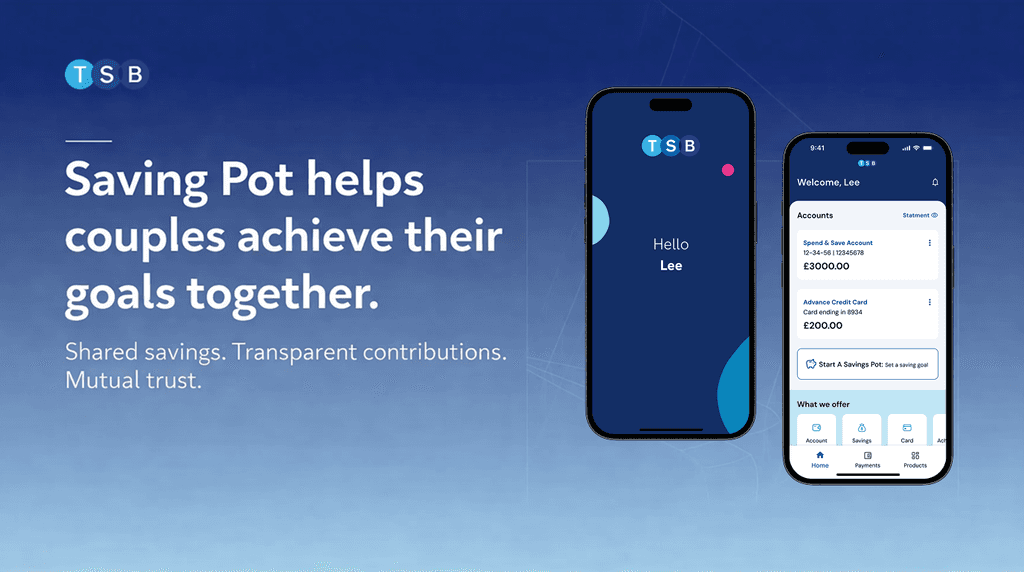 TSB
Saving Pot helps
couples achieve their
goals together.
Shared savings. Transparent contributions.
Mutual trust.
TSB
Hello
Lee
9:41
TSB
Welcome, Lee
Accounts
Statment
Spend & Save Account
12-34-56 | 12345678
£3000.00
Advance Credit Card
Card ending in 8934
£200.00
Start A Savings Pot: Set a saving goal
What we offer
Account
Savings
Card
Home
Payments
Products